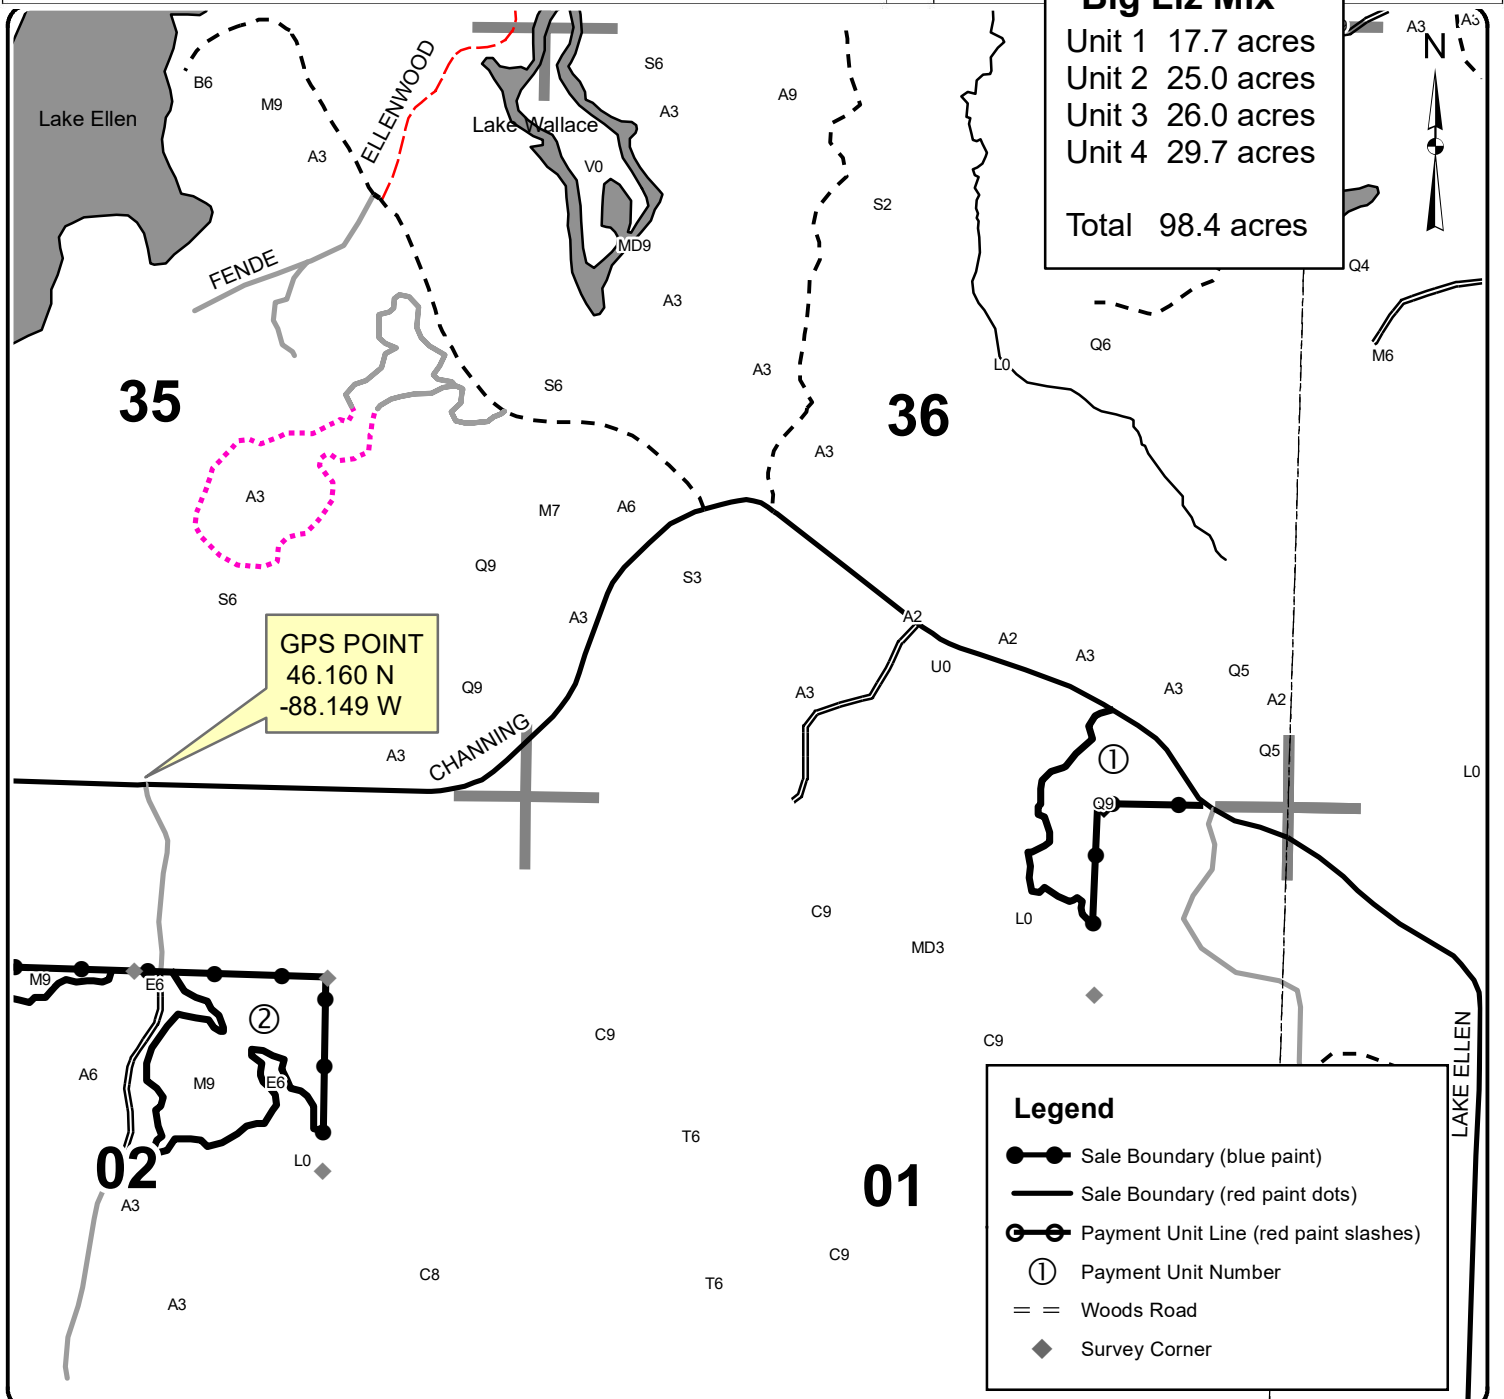 Big Liz Mix
Unit 1 17.7 acres
Unit 2 25.0 acres
Unit 3 26.0 acres
Unit 4 29.7 acres
Total 98.4 acres
A3
A3
N
B6
M9
A3
Lake Ellen
ELLENWOOD
Lake Wallace
S6
A3
V0
MD9
A3
A9
S2
FENDE
Q4
M6
Q6
L0
35
S6
A3
36
A3
A3
M7
A6
Q9
S3
S6
A3
A2
A2
U0
A3
A3
Q5
A2
Q5
L0
GPS POINT
46.160 N
-88.149 W
Q9
A3
CHANNING
A3
1
Q9
C9
L0
MD3
C9
M9
E6
2
A6
M9
E6
C9
02
L0
A3
T6
01
C8
A3
T6
C9
LAKE ELLEN
Legend
Sale Boundary (blue paint)
Sale Boundary (red paint dots)
Payment Unit Line (red paint slashes)
1 Payment Unit Number
Woods Road
Survey Corner